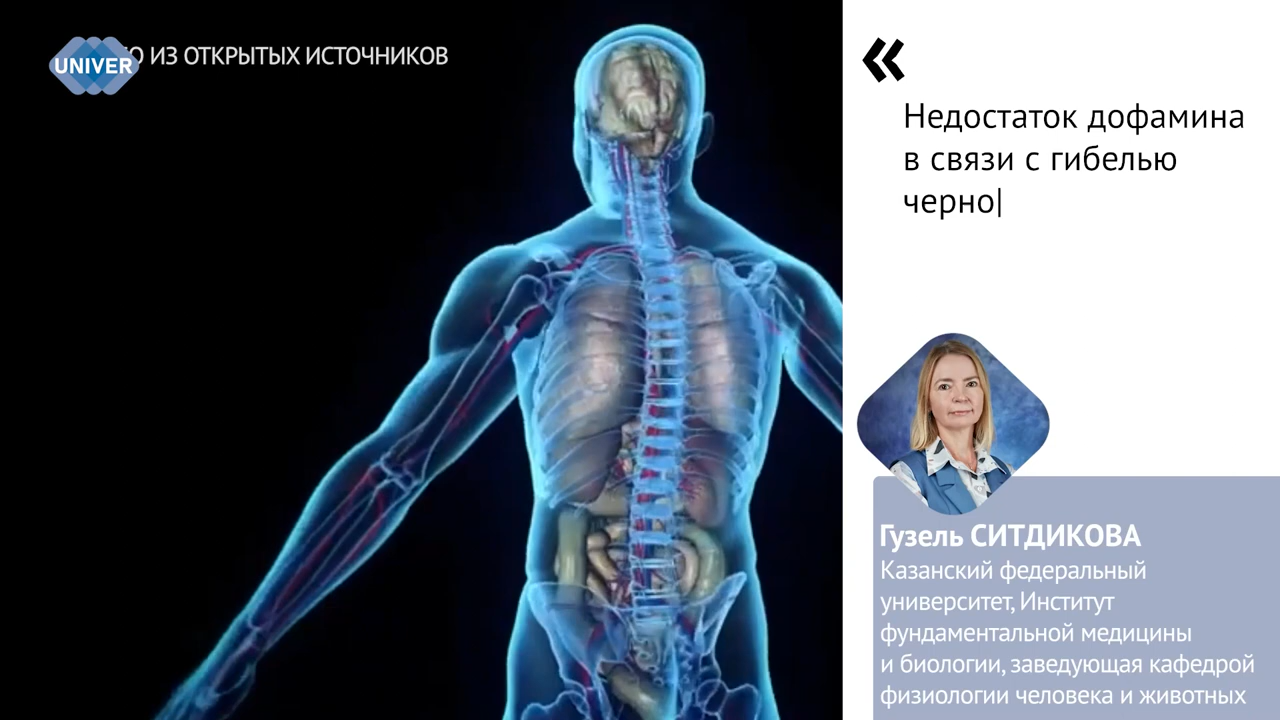 UNIVER
ИЗ ОТКРЫТЫХ ИСТОЧНИКОВ
«
Недостаток дофамина
в связи с гибелью
черно|
Гузель СИТДИКОВА
Казанский федеральный
университет, Институт
фундаментальной медицины
и биологии, заведующая кафедрой
физиологии человека и животных